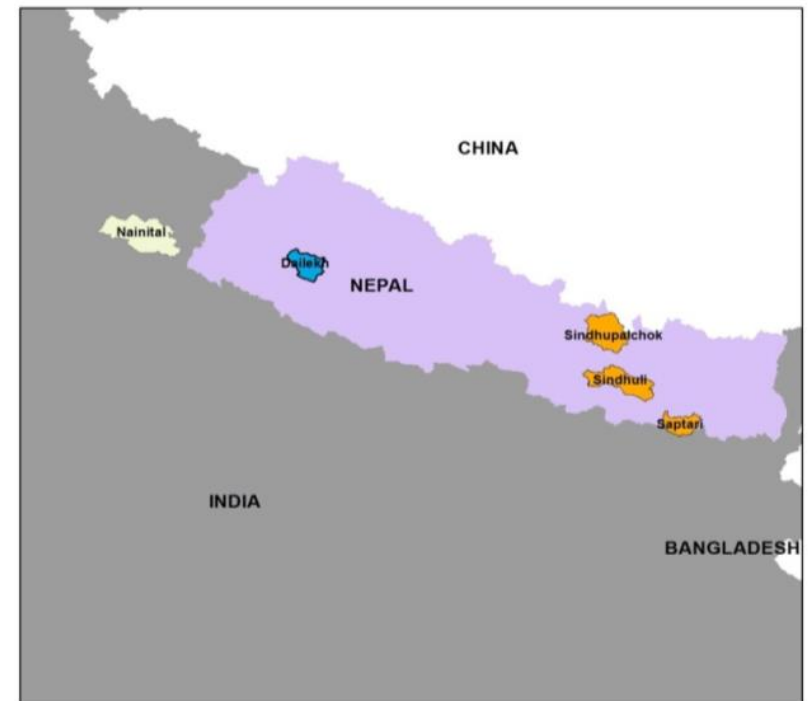 CHINA
Nainital
Dailekh
NEPAL
Sindhupalchok
Sindhuli
Saptari
INDIA
BANGLADESH